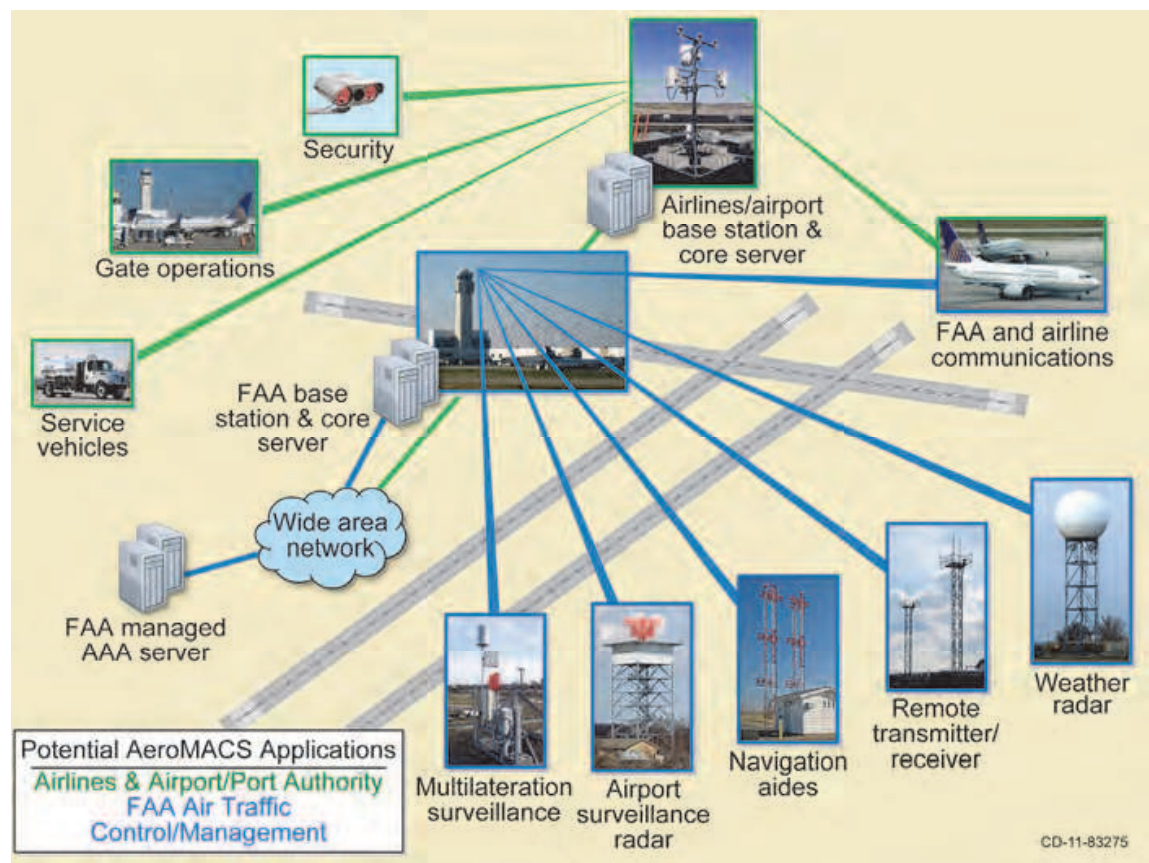 Security
Airlines/airport
base station &
core server
Gate operations
FAA and airline
communications
FAA base
station & core
server
Service
vehicles
Wide area
network
FAA managed
AAA server
Weather
radar
Remote
transmitter/
receiver
Navigation
aides
Multilateration
surveillance
Airport
surveillance
radar
Potential AeroMACS Applications
Airlines & Airport/Port Authority
FAA Air Traffic
Control/Management
CD-11-83275